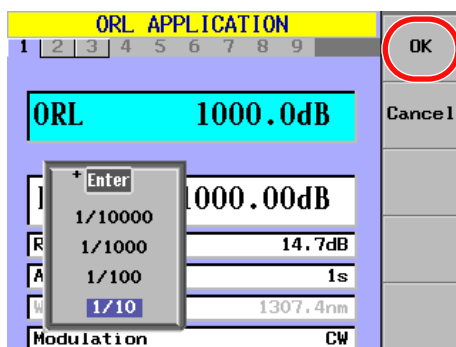 ORL APPLICATION
1 2 3 4 5 6 7 8 9
OK
ORL 1000.0dB
Cancel
+ Enter
1000.00dB
1/10000
1/1000
14.7dB
1/100
1s
1/10
1307.4nm
Modulation CW